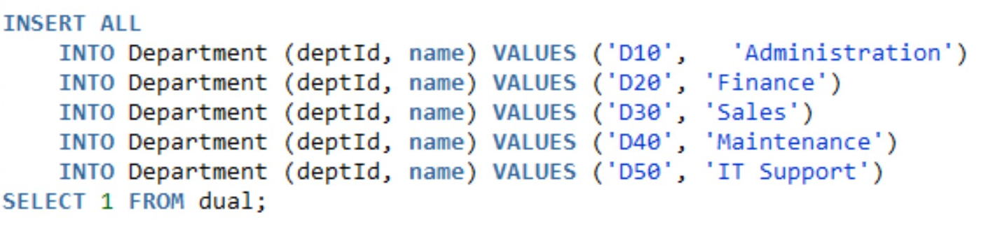 INSERT ALL
    INTO Department (deptId, name) VALUES ('D10',   'Administration')
    INTO Department (deptId, name) VALUES ('D20', 'Finance')
    INTO Department (deptId, name) VALUES ('D30', 'Sales')
    INTO Department (deptId, name) VALUES ('D40', 'Maintenance')
    INTO Department (deptId, name) VALUES ('D50', 'IT Support')
SELECT 1 FROM dual;